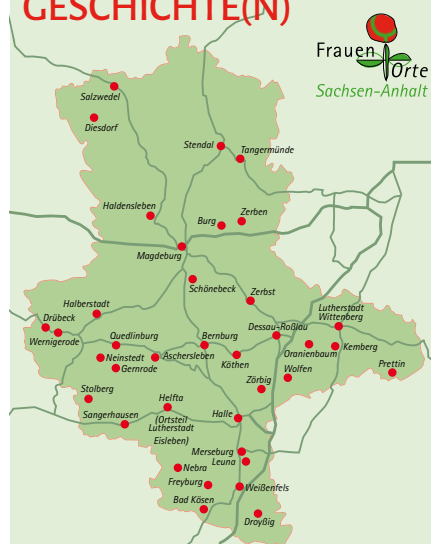 GESCHICHTE(N)
Frauen
Orte
Sachsen-Anhalt
Salzwedel
Diesdorf
Stendal
Tangermünde
Haldensleben
Burg
Zerben
Magdeburg
Schönebeck
Zerbst
Halberstadt
Drübeck
Wernigerode
Lutherstadt
Wittenberg
Dessau-Roßlau
Quedlinburg
Bernburg
Oranienbaum
Kemberg
Neinstedt
Aschersleben
Köthen
Gernrode
Wolfen
Prettin
Zörbig
Stolberg
Helfta
(Ortsteil
Lutherstadt
Eisleben)
Sangerhausen
Halle
Merseburg
Leuna
Nebra
Freyburg
Weißenfels
Bad Kösen
Droyßig